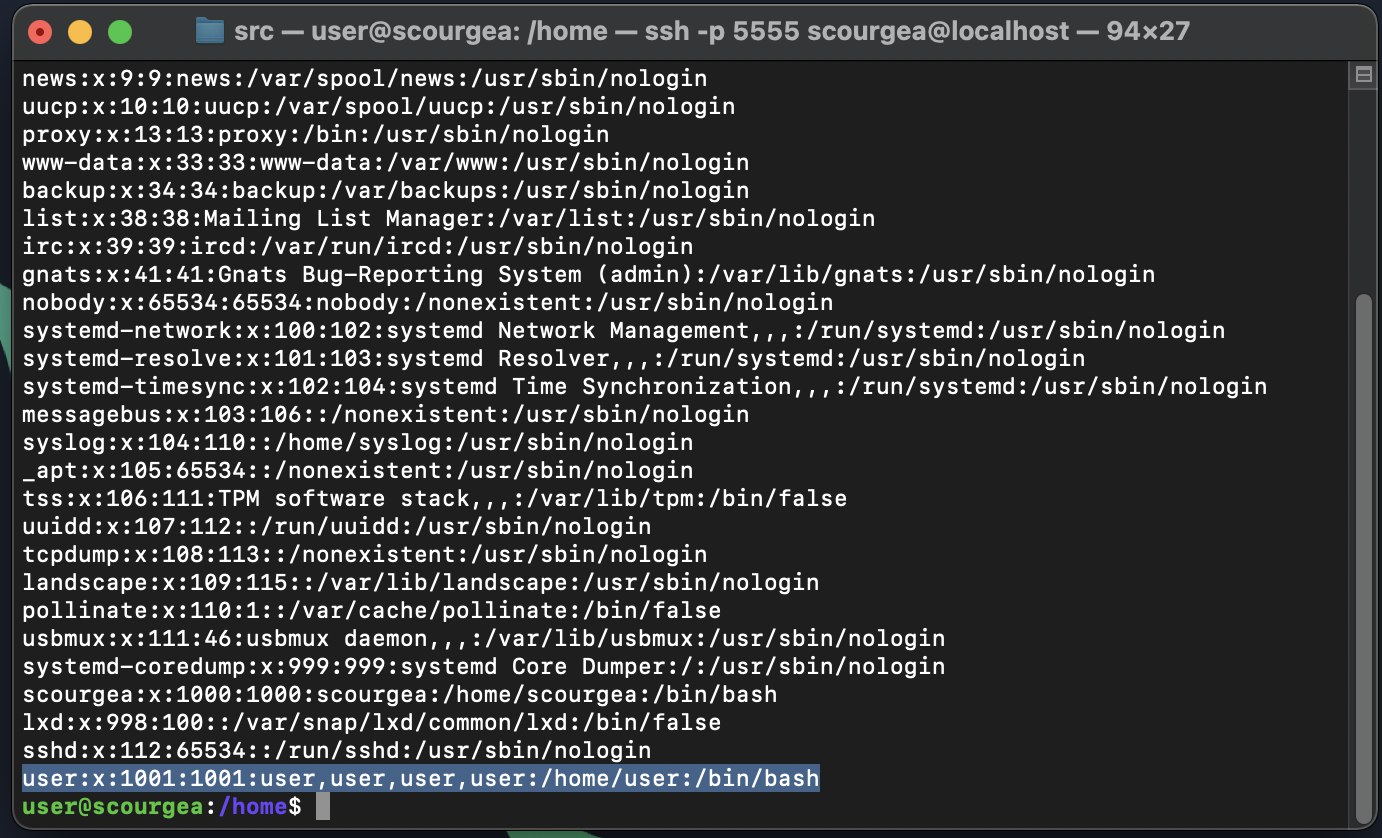 src — user@scourgea: /home — ssh -p 5555 scourgea@localhost — 94×27
news:x:9:9:news:/var/spool/news:/usr/sbin/nologin
uucp:x:10:10:uucp:/var/spool/uucp:/usr/sbin/nologin
proxy:x:13:13:proxy:/bin:/usr/sbin/nologin
www-data:x:33:33:www-data:/var/www:/usr/sbin/nologin
backup:x:34:34:backup:/var/backups:/usr/sbin/nologin
list:x:38:38:Mailing List Manager:/var/list:/usr/sbin/nologin
irc:x:39:39:ircd:/var/run/ircd:/usr/sbin/nologin
gnats:x:41:41:Gnats Bug-Reporting System (admin):/var/lib/gnats:/usr/sbin/nologin
nobody:x:65534:65534:nobody:/nonexistent:/usr/sbin/nologin
systemd-network:x:100:102:systemd Network Management,,,:/run/systemd:/usr/sbin/nologin
systemd-resolve:x:101:103:systemd Resolver,,,:/run/systemd:/usr/sbin/nologin
systemd-timesync:x:102:104:systemd Time Synchronization,,,:/run/systemd:/usr/sbin/nologin
messagebus:x:103:106::/nonexistent:/usr/sbin/nologin
syslog:x:104:110::/home/syslog:/usr/sbin/nologin
_apt:x:105:65534::/nonexistent:/usr/sbin/nologin
tss:x:106:111:TPM software stack,,,:/var/lib/tpm:/bin/false
uuidd:x:107:112::/run/uuidd:/usr/sbin/nologin
tcpdump:x:108:113::/nonexistent:/usr/sbin/nologin
landscape:x:109:115::/var/lib/landscape:/usr/sbin/nologin
pollinate:x:110:1::/var/cache/pollinate:/bin/false
usbmux:x:111:46:usbmux daemon,,,:/var/lib/usbmux:/usr/sbin/nologin
systemd-coredump:x:999:999:systemd Core Dumper:/:/usr/sbin/nologin
scourgea:x:1000:1000:scourgea:/home/scourgea:/bin/bash
lxd:x:998:100::/var/snap/lxd/common/lxd:/bin/false
sshd:x:112:65534::/run/sshd:/usr/sbin/nologin
user:x:1001:1001:user,user,user,user:/home/user:/bin/bash
user@scourgea:/home$